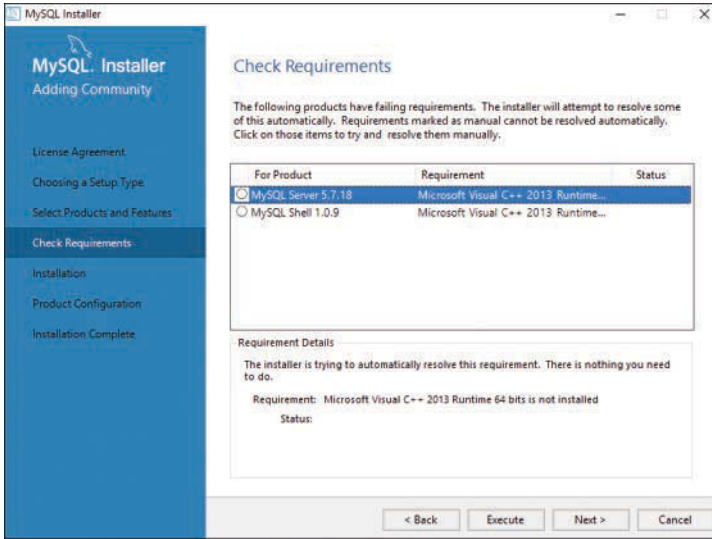 MySQL Installer
MySQL. Installer
Adding Community
License Agreement
Choosing a Setup Type
Select Products and Features
Check Requirements
Installation
Product Configuration
Installation Complete
Check Requirements
The following products have failing requirements. The installer will attempt to resolve some
of this automatically. Requirements marked as manual cannot be resolved automatically.
Click on those items to try and resolve them manually.
For Product Requirement Status
MySQL Server 5.7.18 Microsoft Visual C++ 2013 Runtime...
MySQL Shell 1.0.9 Microsoft Visual C++ 2013 Runtime...
Requirement Details
The installer is trying to automatically resolve this requirement. There is nothing you need
to do.
Requirement: Microsoft Visual C++ 2013 Runtime 64 bits is not installed
Status:
< Back Execute Next > Cancel